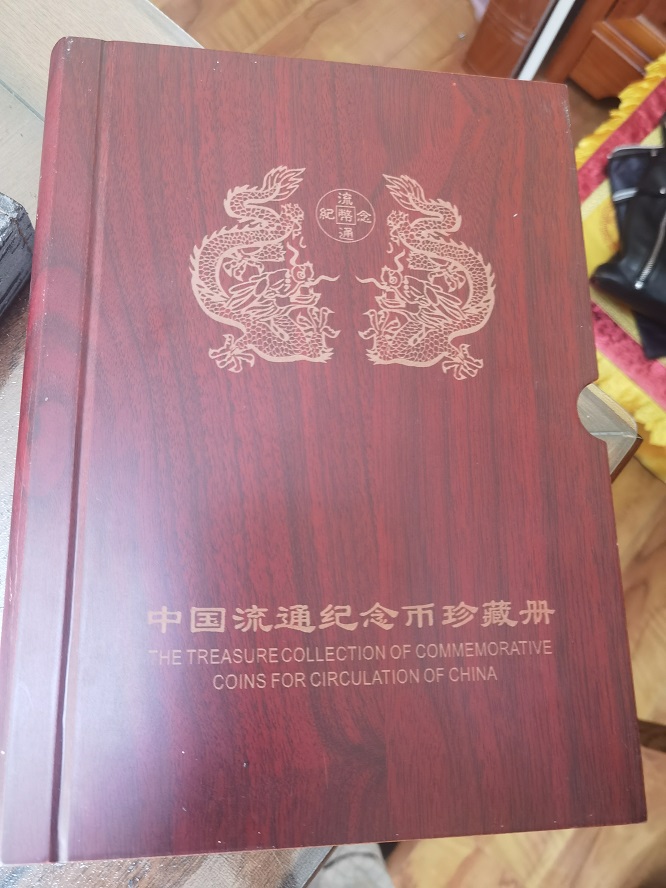 流
紀幣念
通
中国流通纪念币珍藏册
THE TREASURE COLLECTION OF COMMEMORATIVE
COINS FOR CIRCULATION OF CHINA